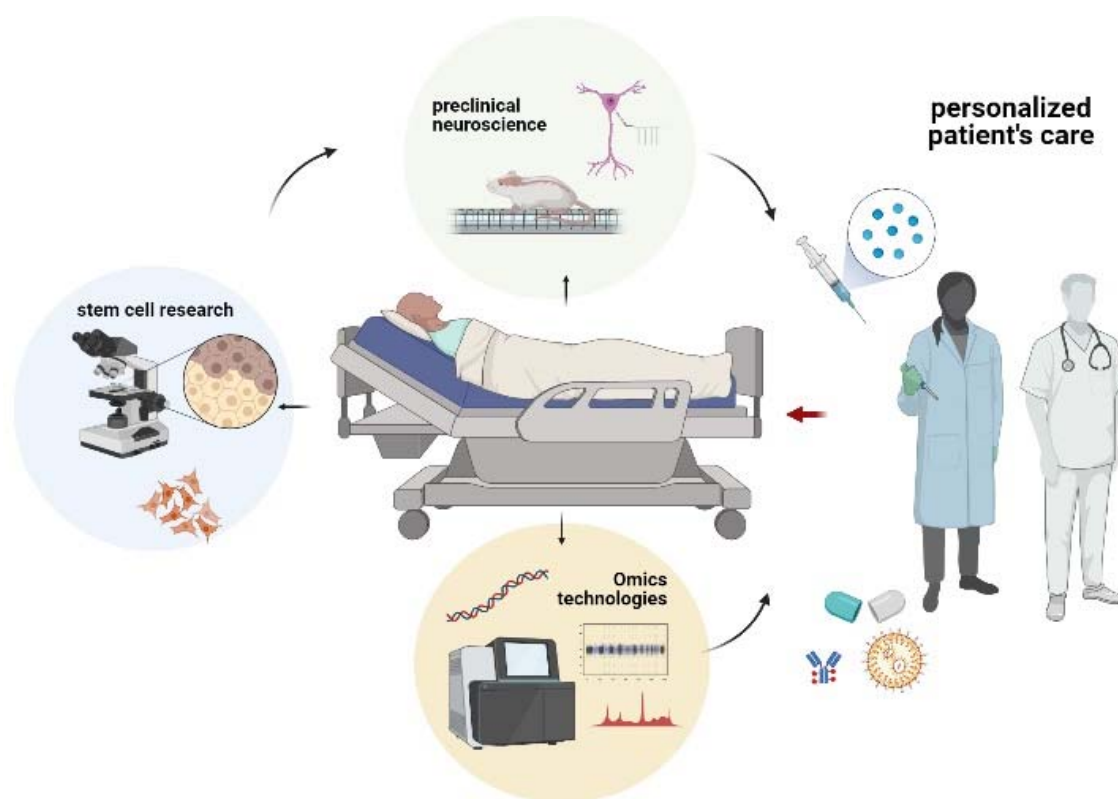 preclinical
neuroscience
personalized
patient's care
stem cell research
Omics
technologies